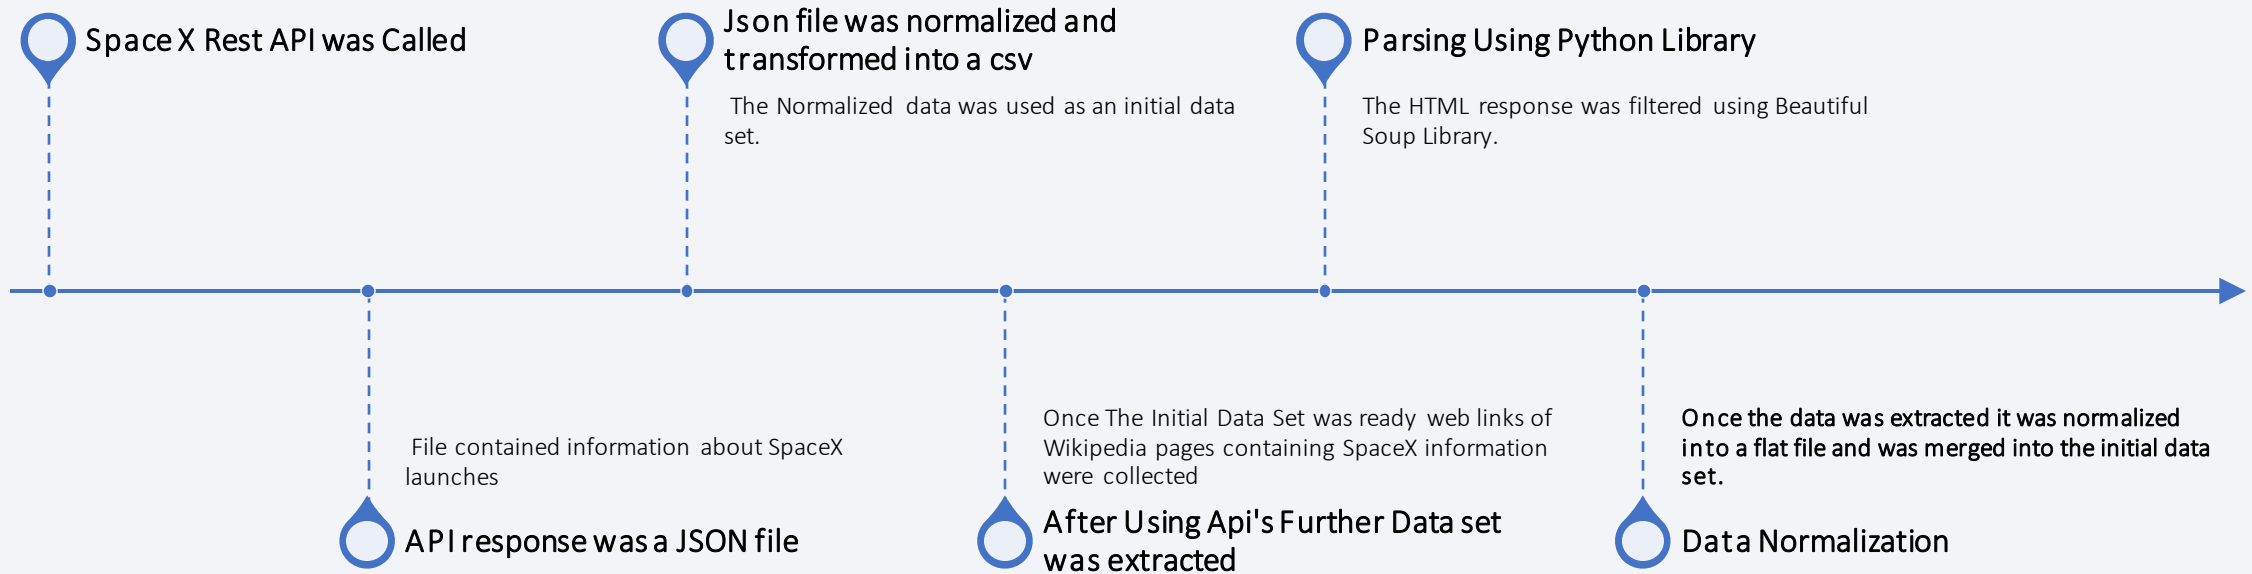 SpaceX Rest API was Called
File contained information about SpaceX
launches
API response was a JSON file
Json file was normalized and
transformed into a csv
The Normalized data was used as an initial data
set.
Once The Initial Data Set was ready web links of
Wikipedia pages containing SpaceX information
were collected
After Using Api's Further Data set
was extracted
Parsing Using Python Library
The HTML response was filtered using Beautiful
Soup Library.
Once the data was extracted it was normalized
into a flat file and was merged into the initial data
set.
Data Normalization